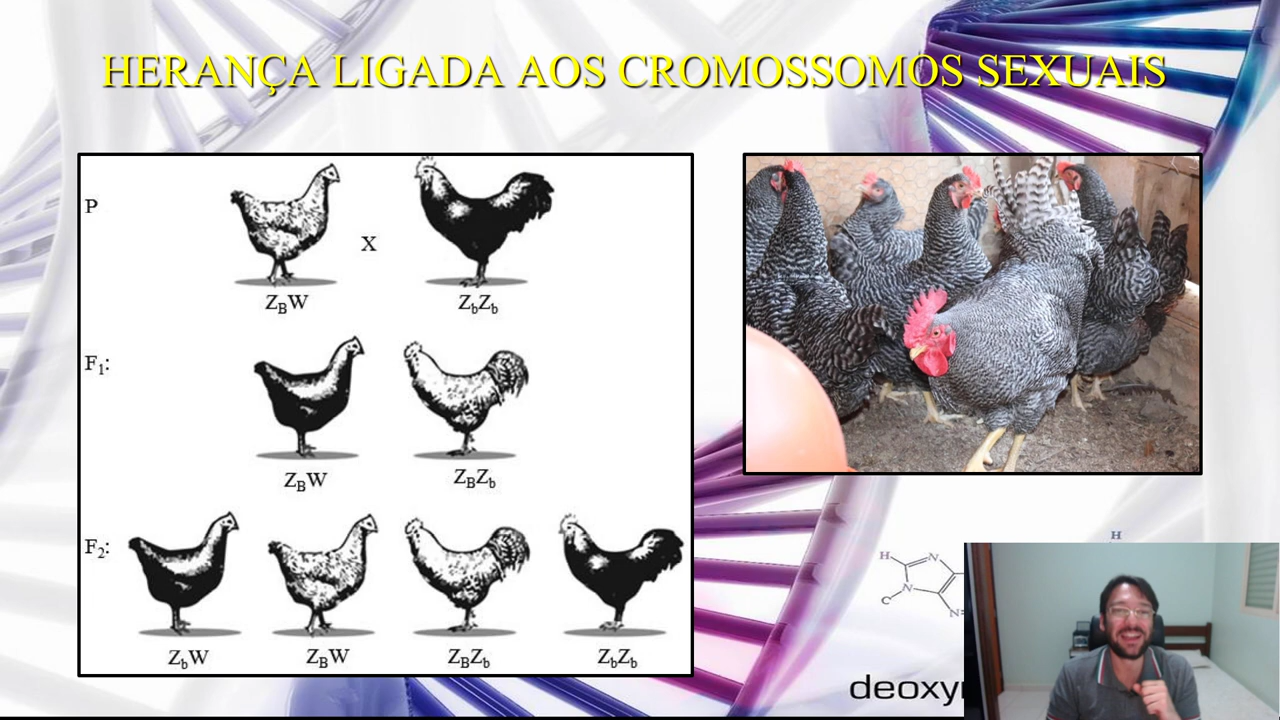 HERANÇA LIGADA AOS CROMOSSOMOS SEXUAIS
P
X
Z_BW
Z_bZ_b
F₁:
Z_BW
Z_BZ_b
F₂:
Z_bW
Z_BW
Z_BZ_b
Z_bZ_b
H
H
N
N
C
N
deoxy